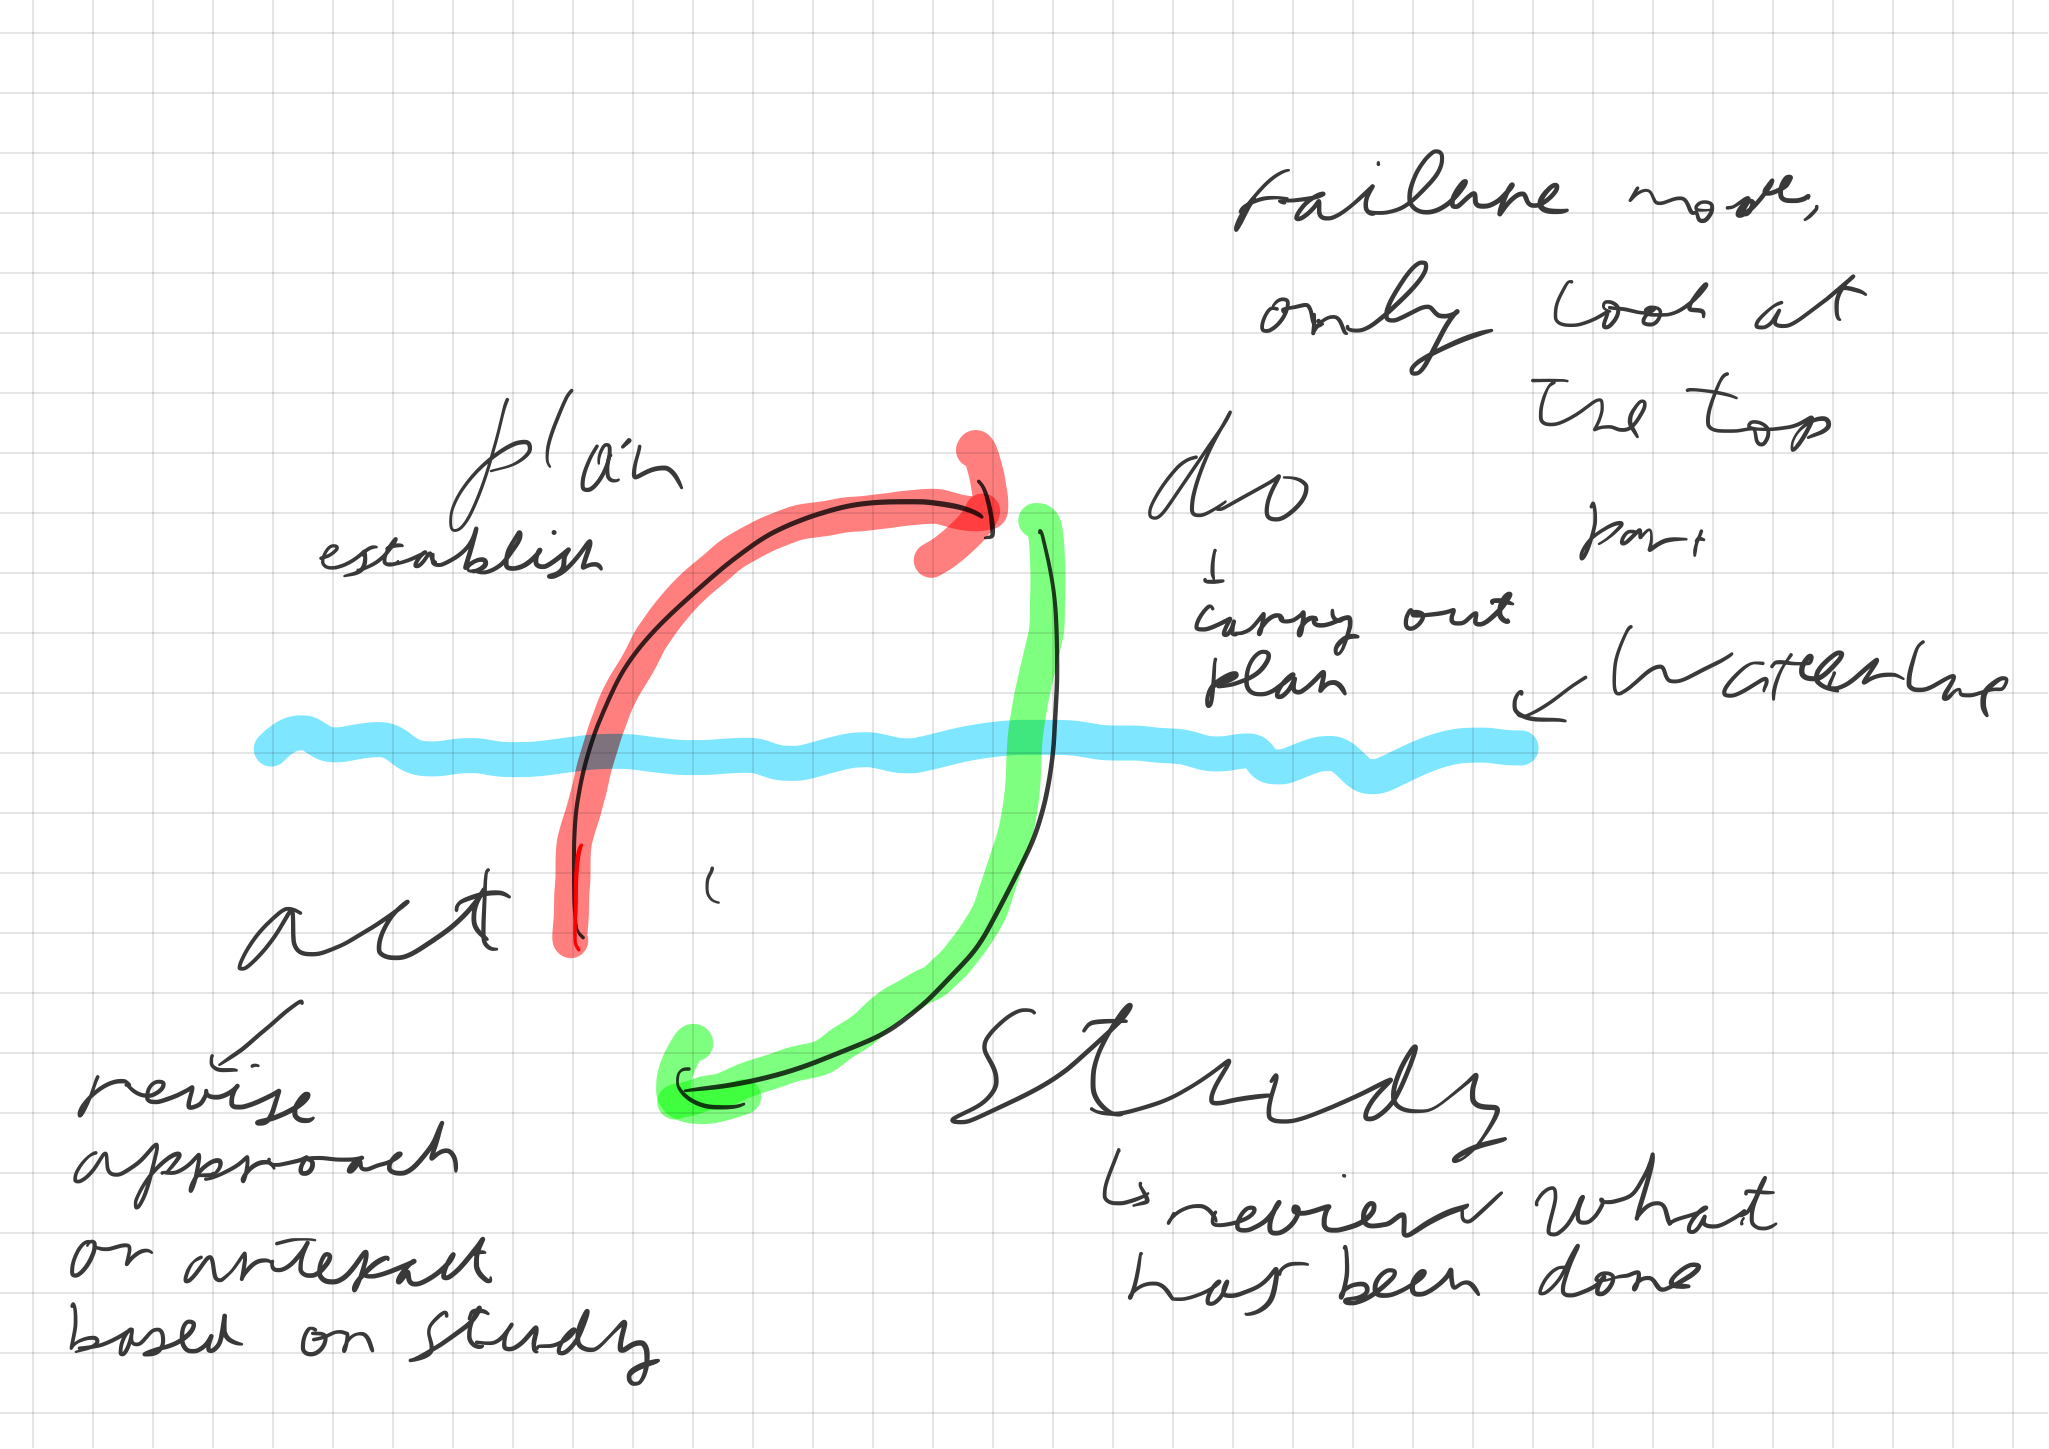 Failure mode,
only look at
the top
part
plan
establish
do
carry out
plan
Waterline
act
revise
approach
or artefact
based on study
Study
review what
has been done